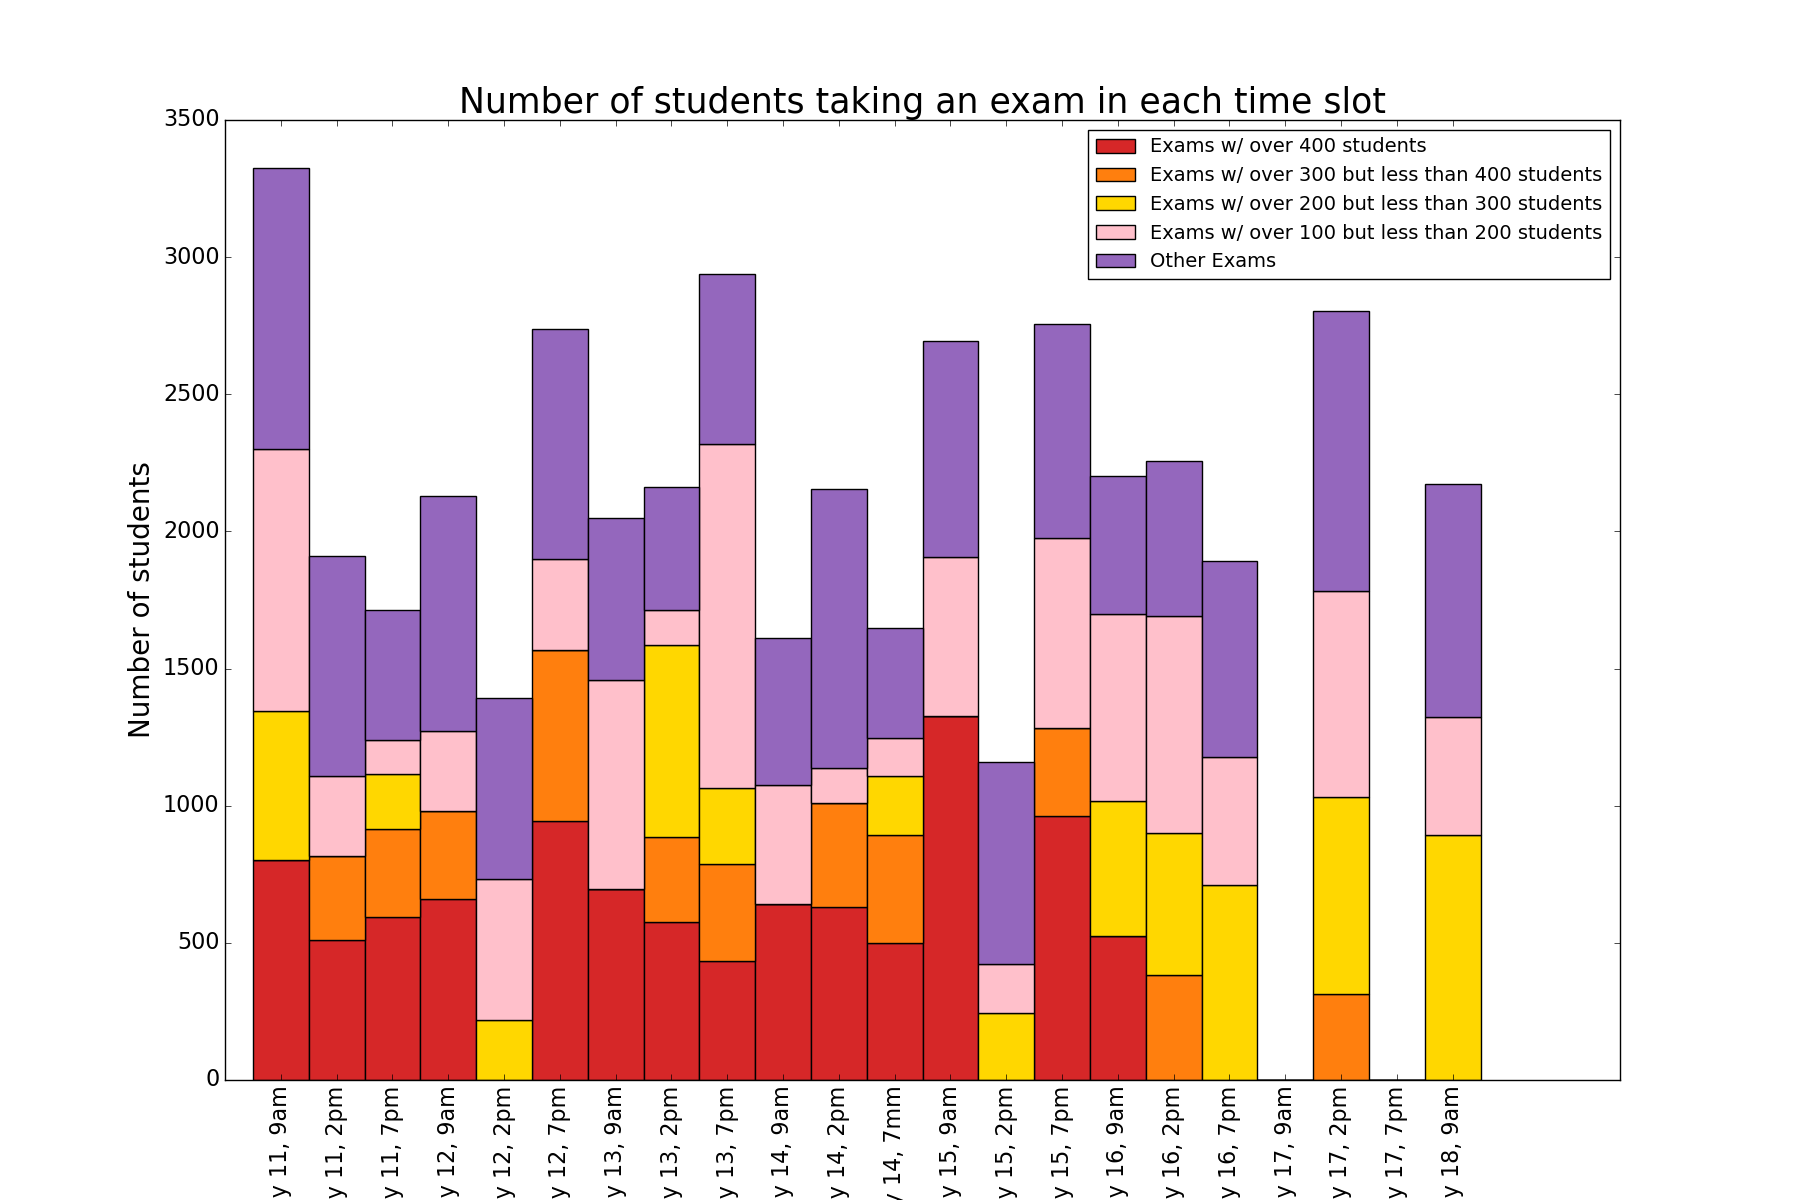 Number of students taking an exam in each time slot
Exams w/ over 400 students
Exams w/ over 300 but less than 400 students
Exams w/ over 200 but less than 300 students
Exams w/ over 100 but less than 200 students
Other Exams
Number of students
3500
3000
2500
2000
1500
1000
500
0
y 11, 9am
y 11, 2pm
y 11, 7pm
y 12, 9am
y 12, 2pm
y 12, 7pm
y 13, 9am
y 13, 2pm
y 13, 7pm
y 14, 9am
y 14, 2pm
y 14, 7mm
y 15, 9am
y 15, 2pm
y 15, 7pm
y 16, 9am
y 16, 2pm
y 16, 7pm
y 17, 9am
y 17, 2pm
y 17, 7pm
y 18, 9am